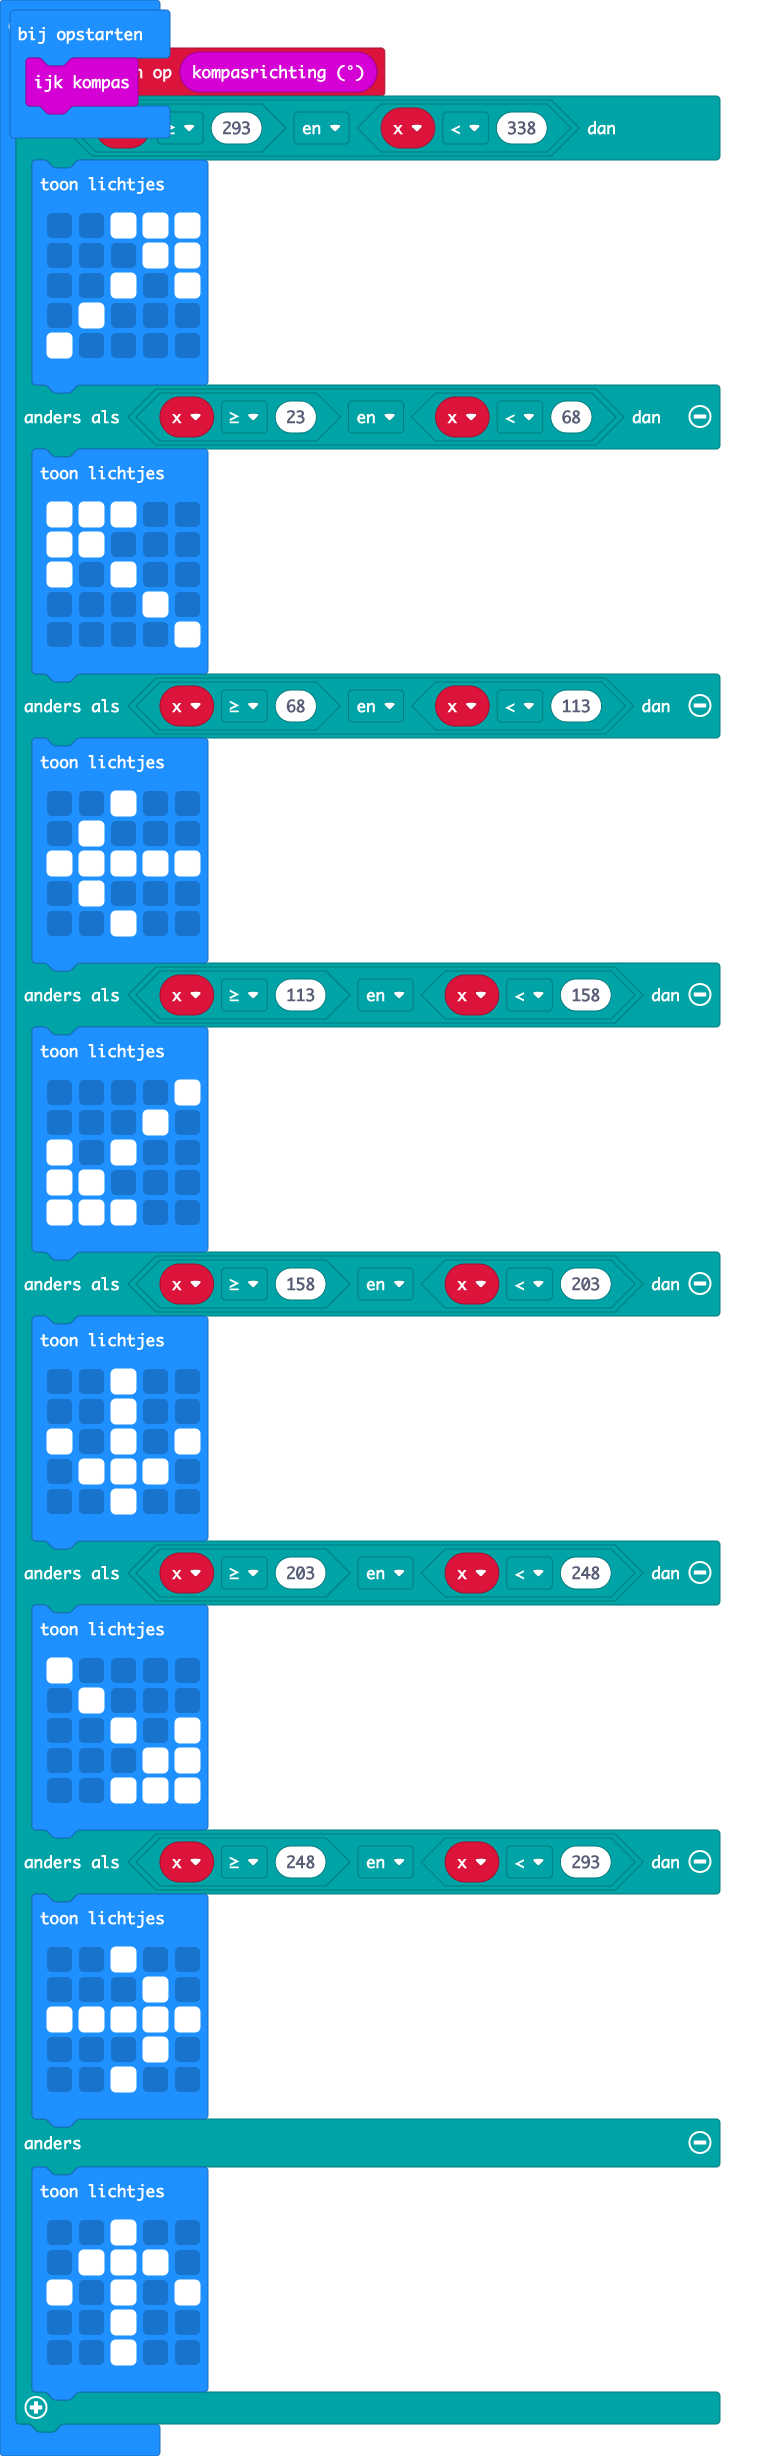 bij opstarten
ijk kompas
op kompasrichting (°)
≥ 293 en x < 338 dan
toon lichtjes
anders als x ≥ 23 en x < 68 dan
toon lichtjes
anders als x ≥ 68 en x < 113 dan
toon lichtjes
anders als x ≥ 113 en x < 158 dan
toon lichtjes
anders als x ≥ 158 en x < 203 dan
toon lichtjes
anders als x ≥ 203 en x < 248 dan
toon lichtjes
anders als x ≥ 248 en x < 293 dan
toon lichtjes
anders
toon lichtjes